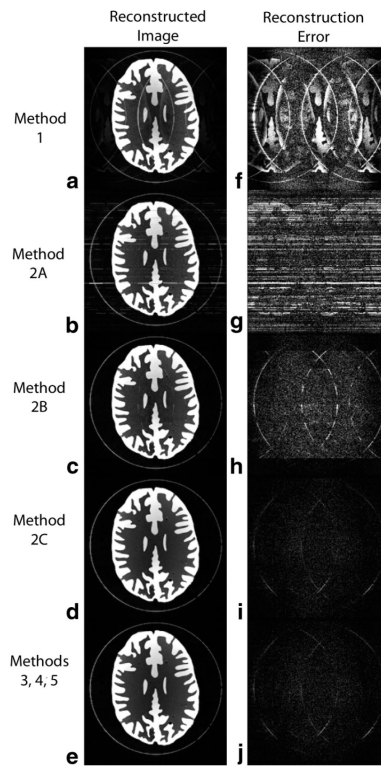 Reconstructed
Image
Reconstruction
Error
Method
1
a
f
Method
2A
b
g
Method
2B
c
h
Method
2C
d
i
Methods
3, 4, 5
e
j